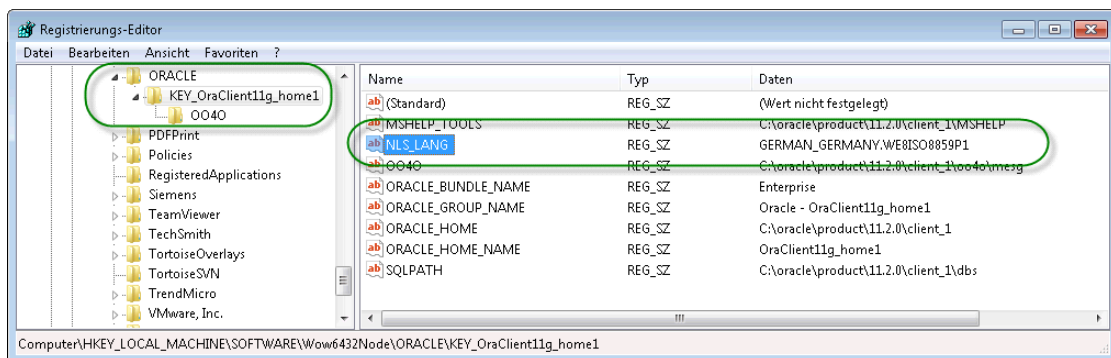 Registrierungs-Editor
Datei Bearbeiten Ansicht Favoriten ?
ORACLE
KEY_OraClient11g_home1
OO4O
PDFPrint
Policies
RegisteredApplications
Siemens
TeamViewer
TechSmith
TortoiseOverlays
TortoiseSVN
TrendMicro
VMware, Inc.
Name Typ Daten
(Standard) REG_SZ (Wert nicht festgelegt)
MSHELP_TOOLS REG_SZ C:\oracle\product\11.2.0\client_1\MSHELP
NLS_LANG REG_SZ GERMAN_GERMANY.WE8ISO8859P1
OO4O REG_SZ C:\oracle\product\11.2.0\client_1\oo4o\mesg
ORACLE_BUNDLE_NAME REG_SZ Enterprise
ORACLE_GROUP_NAME REG_SZ Oracle - OraClient11g_home1
ORACLE_HOME REG_SZ C:\oracle\product\11.2.0\client_1
ORACLE_HOME_NAME REG_SZ OraClient11g_home1
SQLPATH REG_SZ C:\oracle\product\11.2.0\client_1\dbs
Computer\HKEY_LOCAL_MACHINE\SOFTWARE\Wow6432Node\ORACLE\KEY_OraClient11g_home1